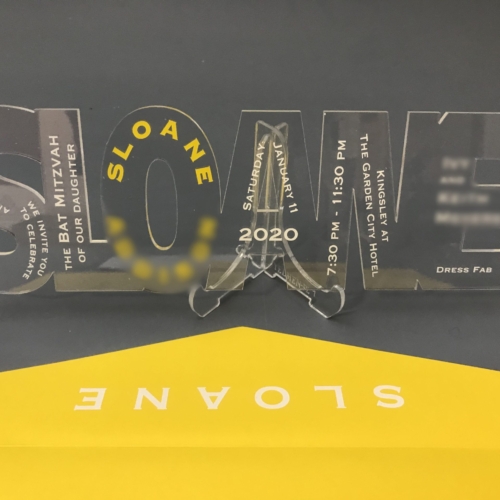 WE INVITE YOU
TO CELEBRATE
THE BAT MITZVAH
OF OUR DAUGHTER
SLOANE
SATURDAY
JANUARY 11
2020
7:30 PM - 11:30 PM
KINGSLEY AT
THE GARDEN CITY HOTEL
DRESS FAB
SLOANE